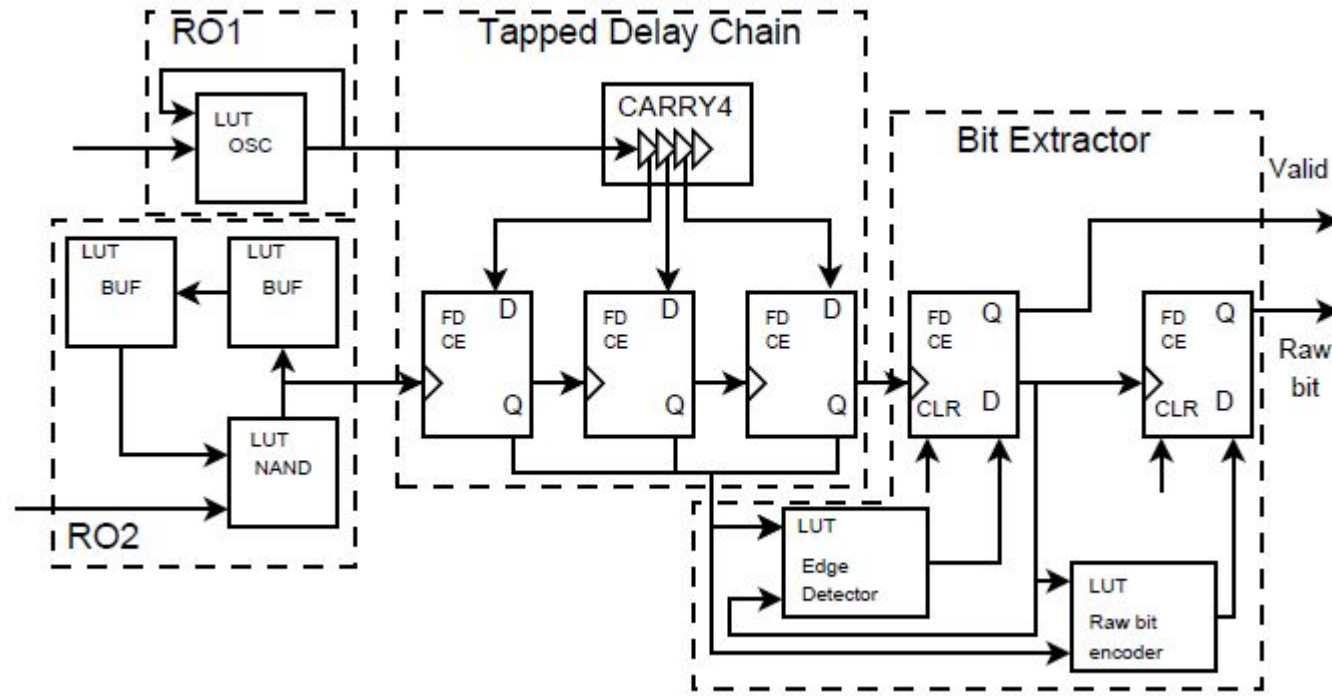 RO1
LUT
OSC
Tapped Delay Chain
CARRY4
Bit Extractor
Valid
Raw
bit
LUT
BUF
LUT
BUF
LUT
NAND
RO2
FD
CE
D
Q
FD
CE
D
Q
FD
CE
D
Q
FD
CE
Q
CLR
D
FD
CE
Q
CLR
D
LUT
Edge
Detector
LUT
Raw bit
encoder